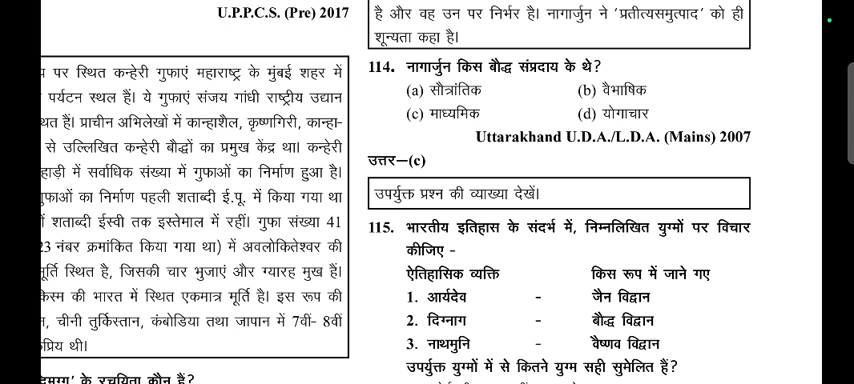 U.P.P.C.S. (Pre) 2017
पर स्थित कन्हेरी गुफाएं महाराष्ट्र के मुंबई शहर में
पर्यटन स्थल हैं। ये गुफाएं संजय गांधी राष्ट्रीय उद्यान
हैं। प्राचीन अभिलेखों में कान्हाशैल, कृष्णगिरी, कान्हा-
से उल्लिखित कन्हेरी बौद्धों का प्रमुख केंद्र था। कन्हेरी
में सर्वाधिक संख्या में गुफाओं का निर्माण हुआ है।
का निर्माण पहली शताब्दी ई.पू. में किया गया था
शताब्दी ईस्वी तक इस्तेमाल में रहीं। गुफा संख्या 41
नंबर क्रमांकित किया गया था) में अवलोकितेश्वर की
मूर्ति स्थित है, जिसकी चार भुजाएं और ग्यारह मुख हैं।
किस्म की भारत में स्थित एकमात्र मूर्ति है। इस रूप की
चीनी तुर्किस्तान, कंबोडिया तथा जापान में 7वीं- 8वीं
थी।
के रचयिता कौन हैं?
है और वह उन पर निर्भर है। नागार्जुन ने 'प्रतीत्यसमुत्पाद' को ही
शून्यता कहा है।
114. नागार्जुन किस बौद्ध संप्रदाय के थे?
(a) सौत्रांतिक (b) वैभाषिक
(c) माध्यमिक (d) योगाचार
Uttarakhand U.D.A./L.D.A. (Mains) 2007
उत्तर–(c)
उपर्युक्त प्रश्न की व्याख्या देखें।
115. भारतीय इतिहास के संदर्भ में, निम्नलिखित युग्मों पर विचार
कीजिए -
ऐतिहासिक व्यक्ति किस रूप में जाने गए
1. आर्यदेव - जैन विद्वान
2. दिग्नाग - बौद्ध विद्वान
3. नाथमुनि - वैष्णव विद्वान
उपर्युक्त युग्मों में से कितने युग्म सही सुमेलित हैं?